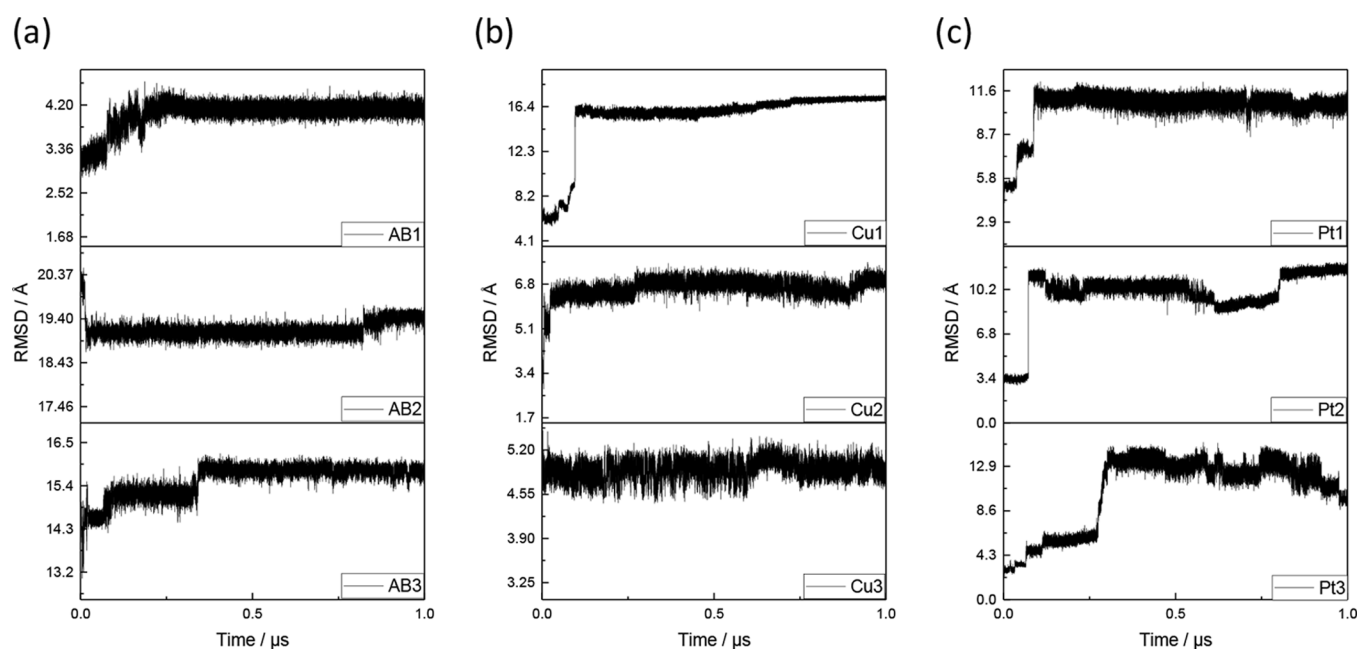 (a)
(b)
(c)
RMSD / Å
4.20
3.36
2.52
1.68
AB1
20.37
19.40
18.43
17.46
AB2
16.5
15.4
14.3
13.2
AB3
0.0
0.5
1.0
Time / µs
RMSD / Å
16.4
12.3
8.2
4.1
Cu1
6.8
5.1
3.4
1.7
Cu2
5.20
4.55
3.90
3.25
Cu3
0.0
0.5
1.0
Time / µs
RMSD / Å
11.6
8.7
5.8
2.9
Pt1
10.2
6.8
3.4
0.0
Pt2
12.9
8.6
4.3
0.0
Pt3
0.0
0.5
1.0
Time / µs